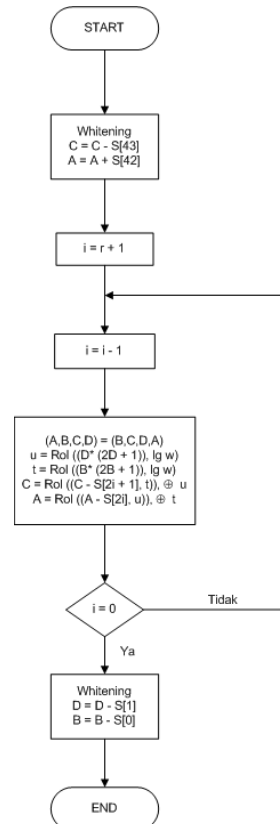 START
Whitening
C = C - S[43]
A = A + S[42]
i = r + 1
i = i - 1
(A,B,C,D) = (B,C,D,A)
u = Rol ((D* (2D + 1)), lg w)
t = Rol ((B* (2B + 1)), lg w)
C = Rol ((C - S[2i + 1], t)), ⊕ u
A = Rol ((A - S[2i], u)), ⊕ t
i = 0
Tidak
Ya
Whitening
D = D - S[1]
B = B - S[0]
END